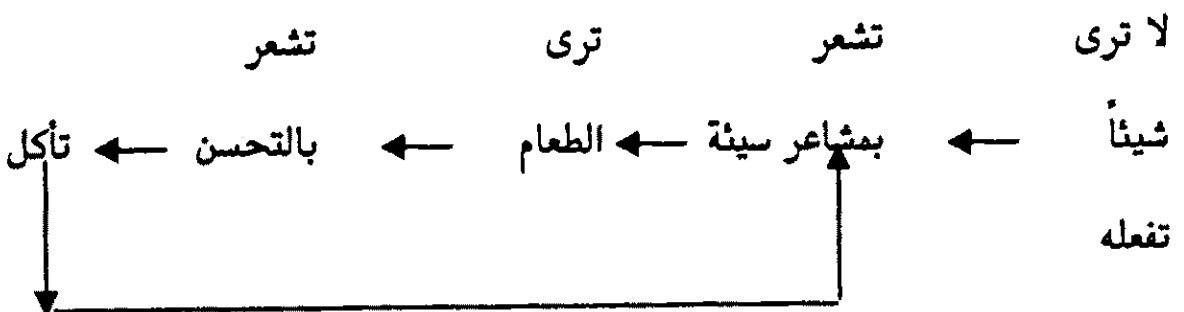 لا ترى تشعر ترى تشعر
شيئاً بمشاعر سيئة الطعام بالتحسن تأكل
تفعله